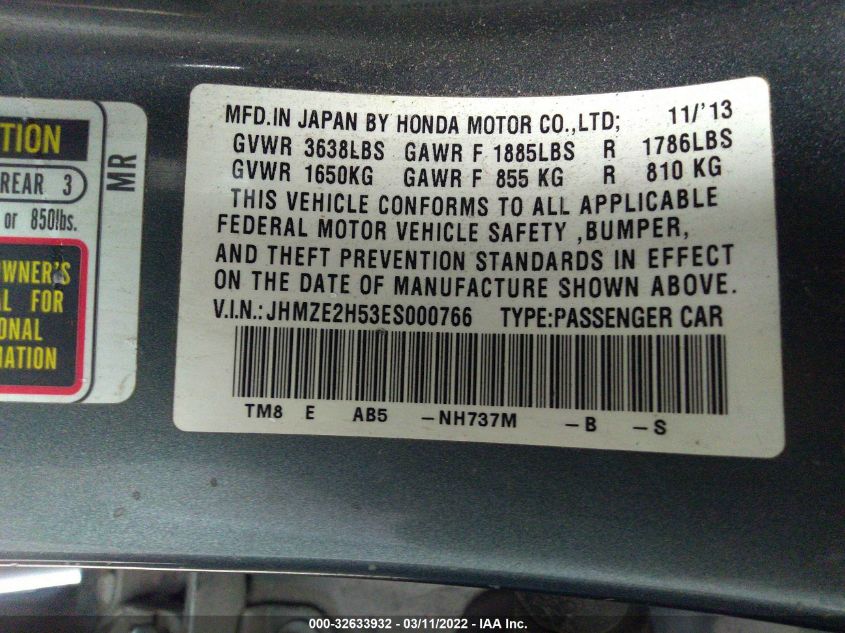 TION
REAR 3
or 850lbs.
OWNER'S
L FOR
ONAL
MATION
MR
MFD.IN JAPAN BY HONDA MOTOR CO.,LTD; 11/'13
GVWR 3638LBS GAWR F 1885LBS R 1786LBS
GVWR 1650KG GAWR F 855 KG R 810 KG
THIS VEHICLE CONFORMS TO ALL APPLICABLE
FEDERAL MOTOR VEHICLE SAFETY ,BUMPER,
AND THEFT PREVENTION STANDARDS IN EFFECT
ON THE DATE OF MANUFACTURE SHOWN ABOVE.
V.I.N.:JHMZE2H53ES000766 TYPE:PASSENGER CAR
TM8 E AB5 -NH737M -B -S
000-32633932 - 03/11/2022 - IAA Inc.